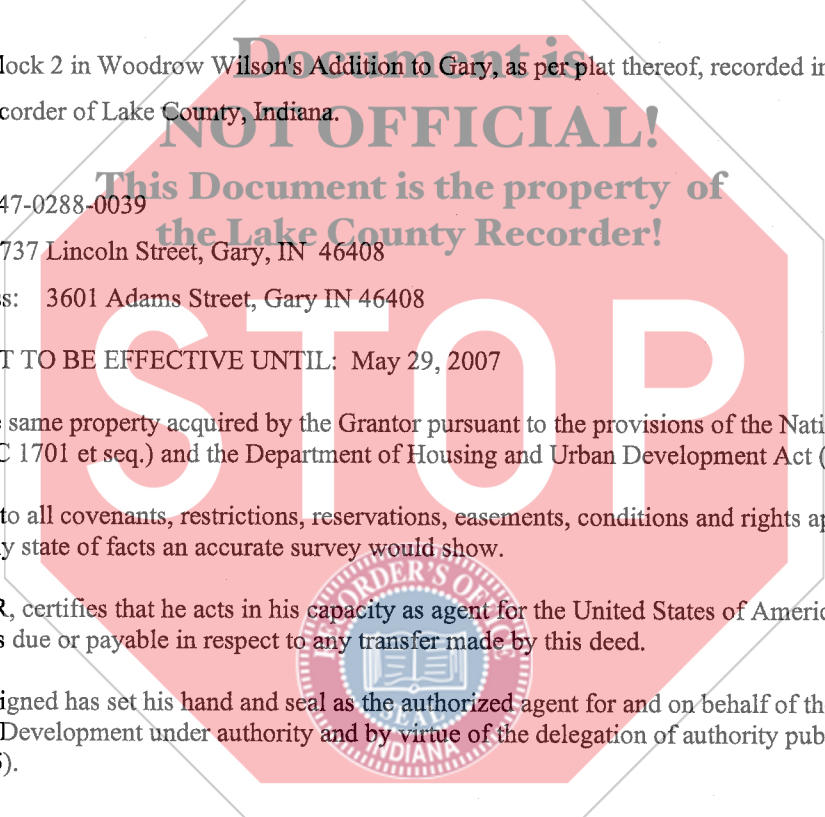 Document is
lock 2 in Woodrow Wilson's Addition to Gary, as per plat thereof, recorded in
corder of Lake County, Indiana.
NOT OFFICIAL!
This Document is the property of
47-0288-0039
the Lake County Recorder!
737 Lincoln Street, Gary, IN 46408
s: 3601 Adams Street, Gary IN 46408
STOP
T TO BE EFFECTIVE UNTIL: May 29, 2007
same property acquired by the Grantor pursuant to the provisions of the Nati
C 1701 et seq.) and the Department of Housing and Urban Development Act (
to all covenants, restrictions, reservations, easements, conditions and rights ap
y state of facts an accurate survey would show.
R, certifies that he acts in his capacity as agent for the United States of Americ
s due or payable in respect to any transfer made by this deed.
RECORDER'S OFFICE
SEAL
INDIANA
igned has set his hand and seal as the authorized agent for and on behalf of th
Development under authority and by virtue of the delegation of authority pub
).